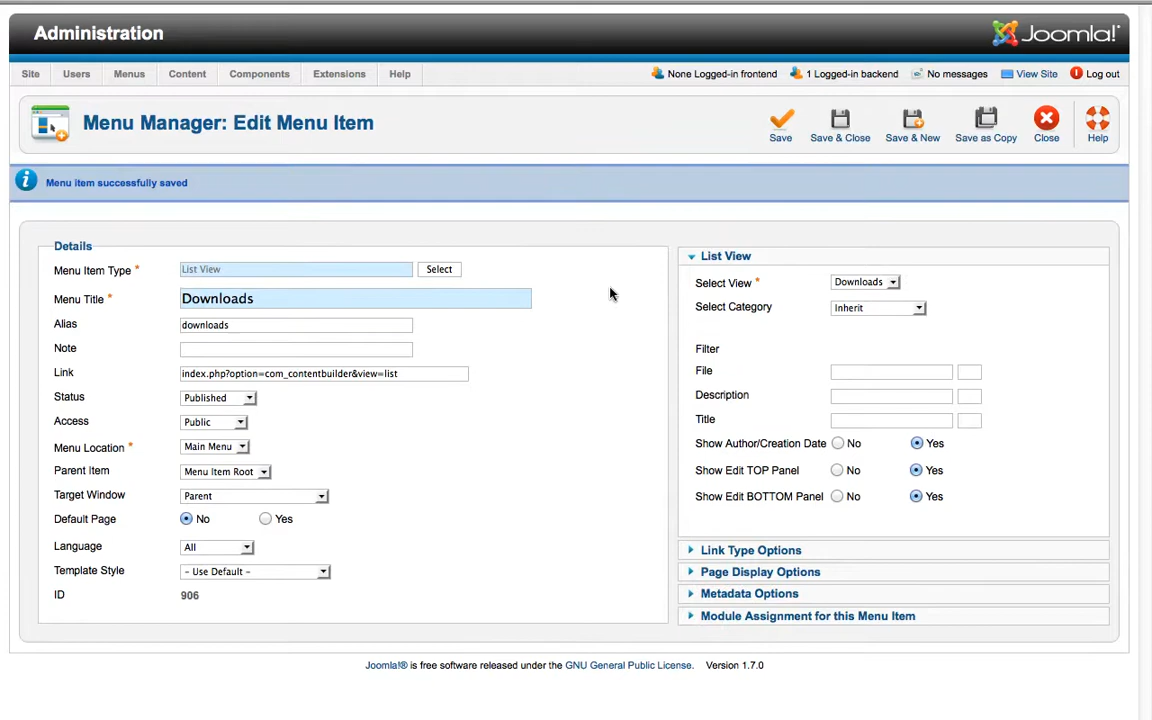 Administration
Joomla!®
Site Users Menus Content Components Extensions Help
None Logged-in frontend 1 Logged-in backend No messages View Site Log out
Menu Manager: Edit Menu Item
Save Save & Close Save & New Save as Copy Close Help
Menu item successfully saved
Details
Menu Item Type * List View Select
Menu Title * Downloads
Alias downloads
Note
Link index.php?option=com_contentbuilder&view=list
Status Published
Access Public
Menu Location * Main Menu
Parent Item Menu Item Root
Target Window Parent
Default Page No Yes
Language All
Template Style - Use Default -
ID 906
List View
Select View * Downloads
Select Category Inherit
Filter
File
Description
Title
Show Author/Creation Date No Yes
Show Edit TOP Panel No Yes
Show Edit BOTTOM Panel No Yes
Link Type Options
Page Display Options
Metadata Options
Module Assignment for this Menu Item
Joomla!® is free software released under the GNU General Public License. Version 1.7.0